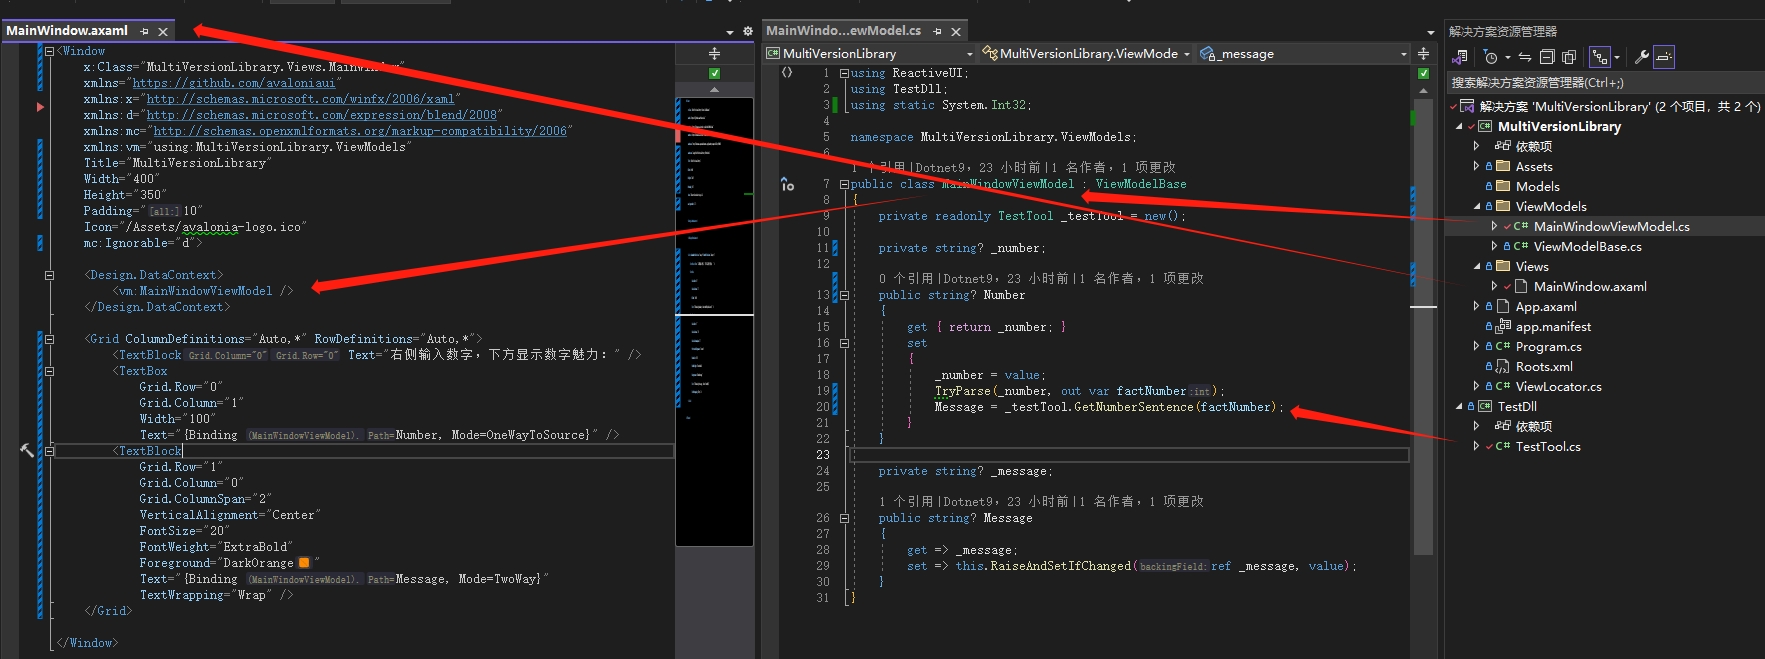 MainWindow.axaml
<Window
x:Class="MultiVersionLibrary.Views.MainWindow"
xmlns="https://github.com/avaloniaui"
xmlns:x="http://schemas.microsoft.com/winfx/2006/xaml"
xmlns:d="http://schemas.microsoft.com/expression/blend/2008"
xmlns:mc="http://schemas.openxmlformats.org/markup-compatibility/2006"
xmlns:vm="using:MultiVersionLibrary.ViewModels"
Title="MultiVersionLibrary"
Width="400"
Height="350"
Padding="[all:]10"
Icon="/Assets/avalonia-logo.ico"
mc:Ignorable="d">
<Design.DataContext>
<vm:MainWindowViewModel />
</Design.DataContext>
<Grid ColumnDefinitions="Auto,*" RowDefinitions="Auto,*">
<TextBlock Grid.Column="0" Grid.Row="0" Text="右侧输入数字，下方显示数字魅力：" />
<TextBox
Grid.Row="0"
Grid.Column="1"
Width="100"
Text="{Binding (MainWindowViewModel). Path=Number, Mode=OneWayToSource}" />
<TextBlock
Grid.Row="1"
Grid.Column="0"
Grid.ColumnSpan="2"
VerticalAlignment="Center"
FontSize="20"
FontWeight="ExtraBold"
Foreground="DarkOrange"
Text="{Binding (MainWindowViewModel). Path=Message, Mode=TwoWay}"
TextWrapping="Wrap" />
</Grid>
</Window>
MainWindo...ewModel.cs
C# MultiVersionLibrary
MultiVersionLibrary.ViewMode
_message
1 using ReactiveUI;
2 using TestDll;
3 using static System.Int32;
4
5 namespace MultiVersionLibrary.ViewModels;
6
1 个引用|Dotnet9，23 小时前|1 名作者，1 项更改
7 public class MainWindowViewModel : ViewModelBase
8 {
9 private readonly TestTool _testTool = new();
10
11 private string? _number;
12
0 个引用|Dotnet9，23 小时前|1 名作者，1 项更改
13 public string? Number
14 {
15 get { return _number; }
16 set
17 {
18 _number = value;
19 TryParse(_number, out var factNumber:int);
20 Message = _testTool.GetNumberSentence(factNumber);
21 }
22 }
23
24 private string? _message;
25
1 个引用|Dotnet9，23 小时前|1 名作者，1 项更改
26 public string? Message
27 {
28 get => _message;
29 set => this.RaiseAndSetIfChanged(backingField:ref _message, value);
30 }
31 }
解决方案资源管理器
搜索解决方案资源管理器(Ctrl+;)
解决方案 'MultiVersionLibrary' (2 个项目，共 2 个)
C# MultiVersionLibrary
依赖项
Assets
Models
ViewModels
C# MainWindowViewModel.cs
C# ViewModelBase.cs
Views
MainWindow.axaml
App.axaml
app.manifest
C# Program.cs
Roots.xml
C# ViewLocator.cs
C# TestDll
依赖项
C# TestTool.cs